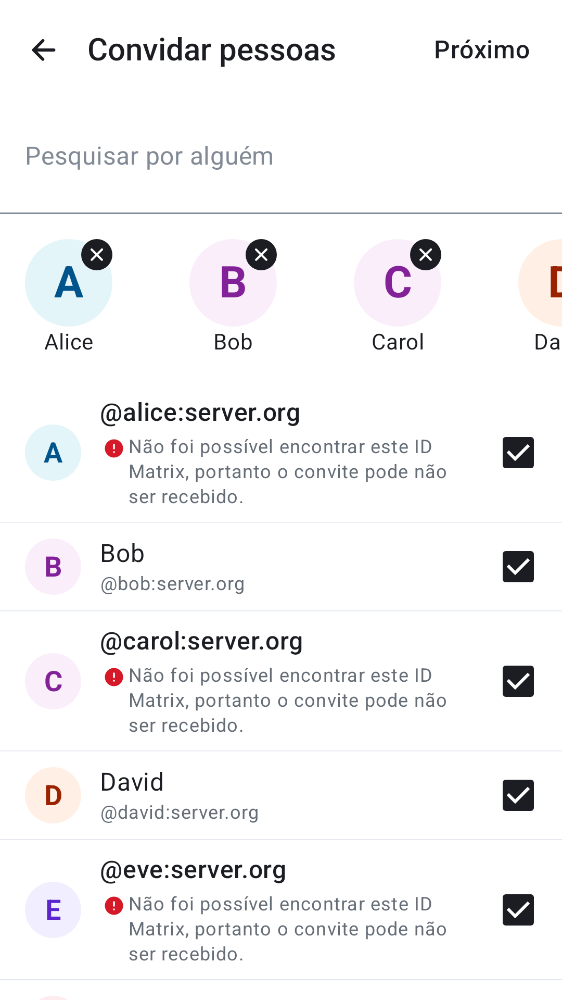 Convidar pessoas
Próximo
Pesquisar por alguém
A
B
C
D
Alice
Bob
Carol
Da
@alice:server.org
A
Não foi possível encontrar este ID
Matrix, portanto o convite pode não
ser recebido.
Bob
B
@bob:server.org
@carol:server.org
C
Não foi possível encontrar este ID
Matrix, portanto o convite pode não
ser recebido.
David
D
@david:server.org
@eve:server.org
E
Não foi possível encontrar este ID
Matrix, portanto o convite pode não
ser recebido.